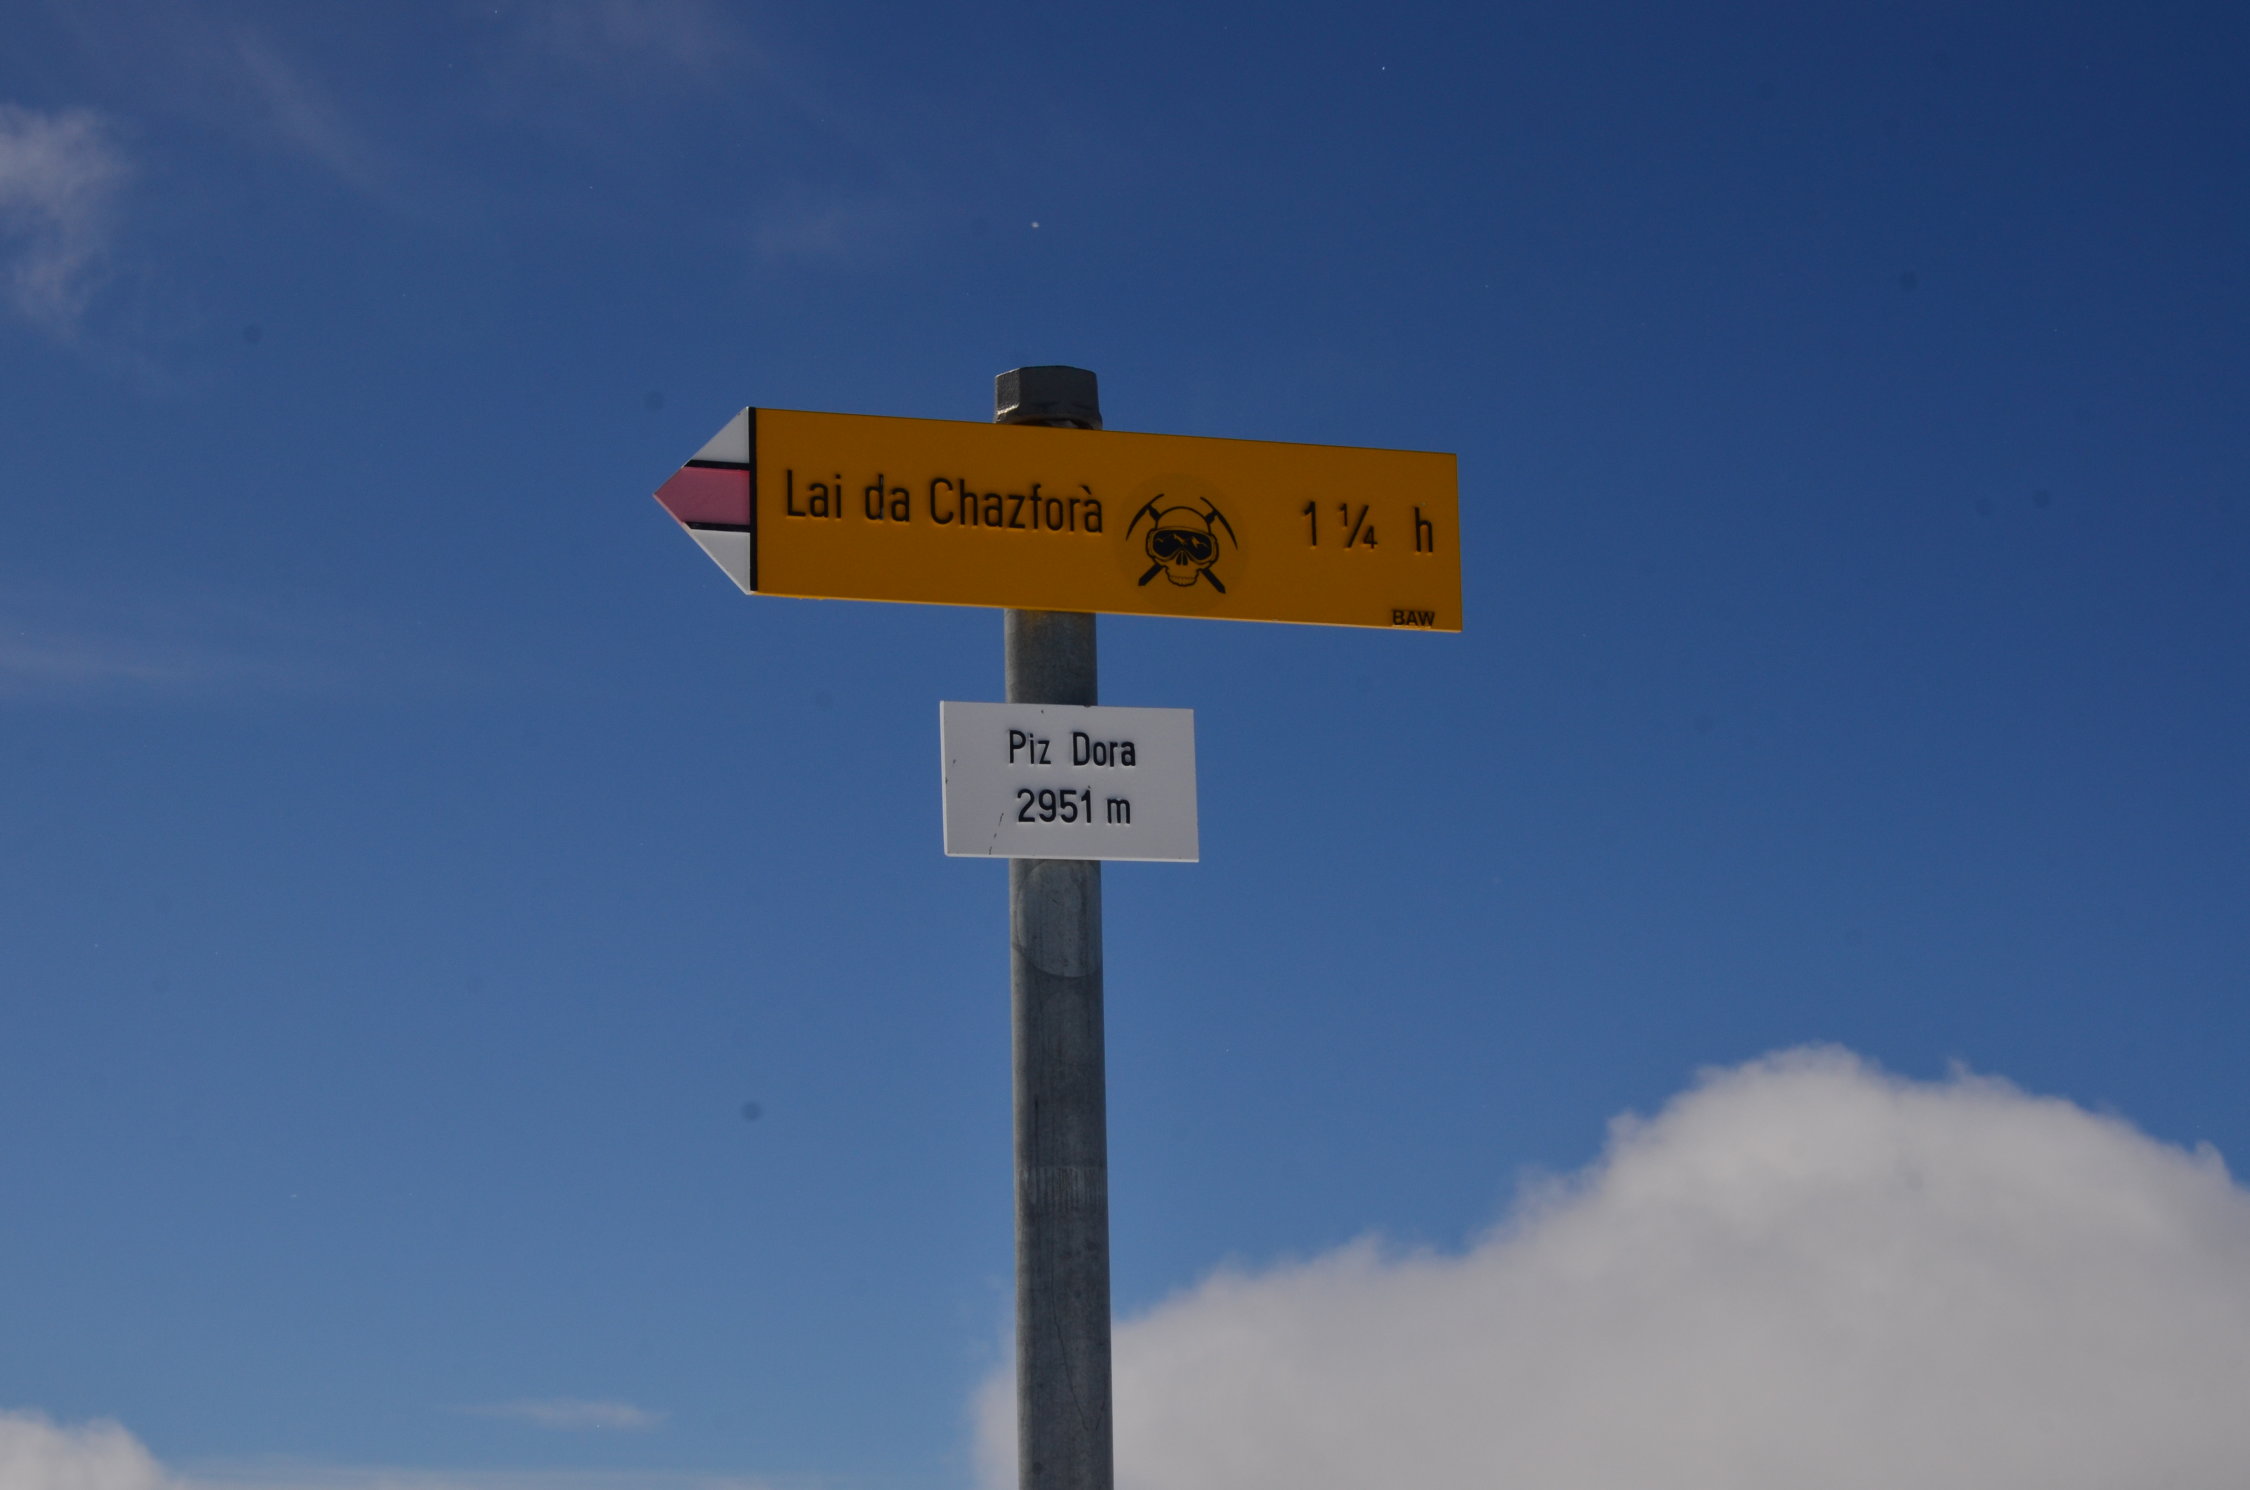 Lai da Chazforà 1 ¼ h
BAW
Piz Dora
2951 m